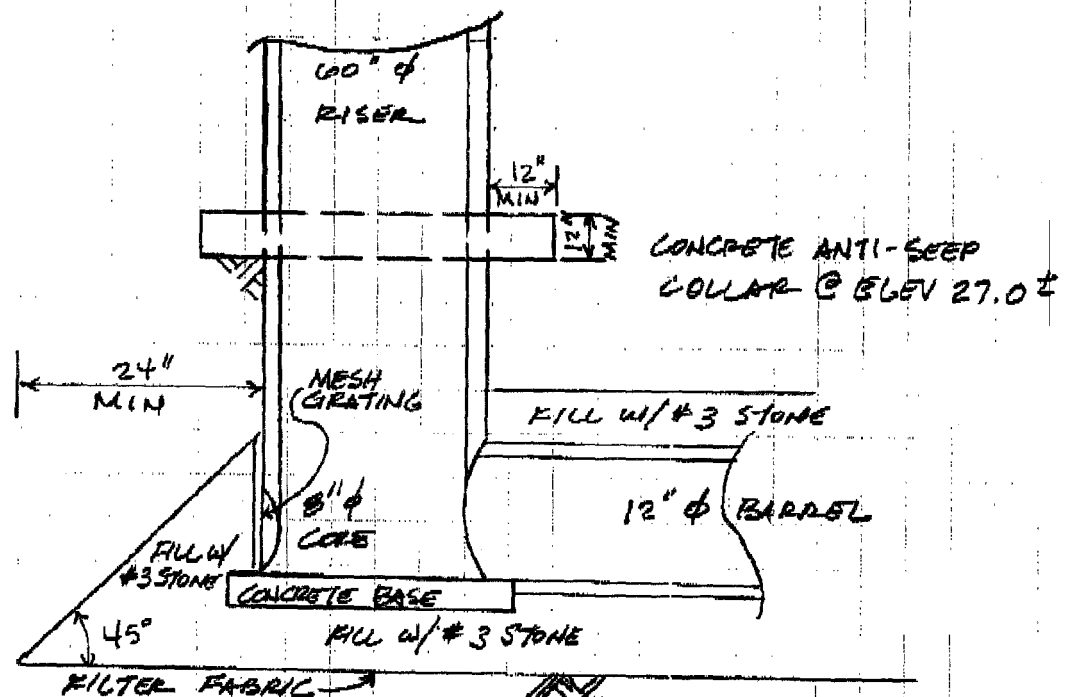 60" ϕ
RISER
12"
MIN
12"
MIN
CONCRETE ANTI-SEEP
COLLAR @ ELEV 27.0±
24"
MIN
MESH
GRATING
FILL W/ #3 STONE
8" ϕ
CORE
12" ϕ BARREL
FILL W/
#3 STONE
CONCRETE BASE
FILL W/ #3 STONE
45°
FILTER FABRIC